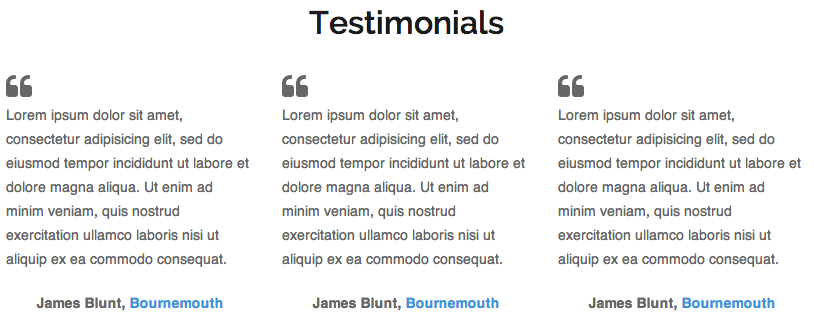 Testimonials
Lorem ipsum dolor sit amet,
consectetur adipisicing elit, sed do
eiusmod tempor incididunt ut labore et
dolore magna aliqua. Ut enim ad
minim veniam, quis nostrud
exercitation ullamco laboris nisi ut
aliquip ex ea commodo consequat.
James Blunt, Bournemouth
Lorem ipsum dolor sit amet,
consectetur adipisicing elit, sed do
eiusmod tempor incididunt ut labore et
dolore magna aliqua. Ut enim ad
minim veniam, quis nostrud
exercitation ullamco laboris nisi ut
aliquip ex ea commodo consequat.
James Blunt, Bournemouth
Lorem ipsum dolor sit amet,
consectetur adipisicing elit, sed do
eiusmod tempor incididunt ut labore et
dolore magna aliqua. Ut enim ad
minim veniam, quis nostrud
exercitation ullamco laboris nisi ut
aliquip ex ea commodo consequat.
James Blunt, Bournemouth